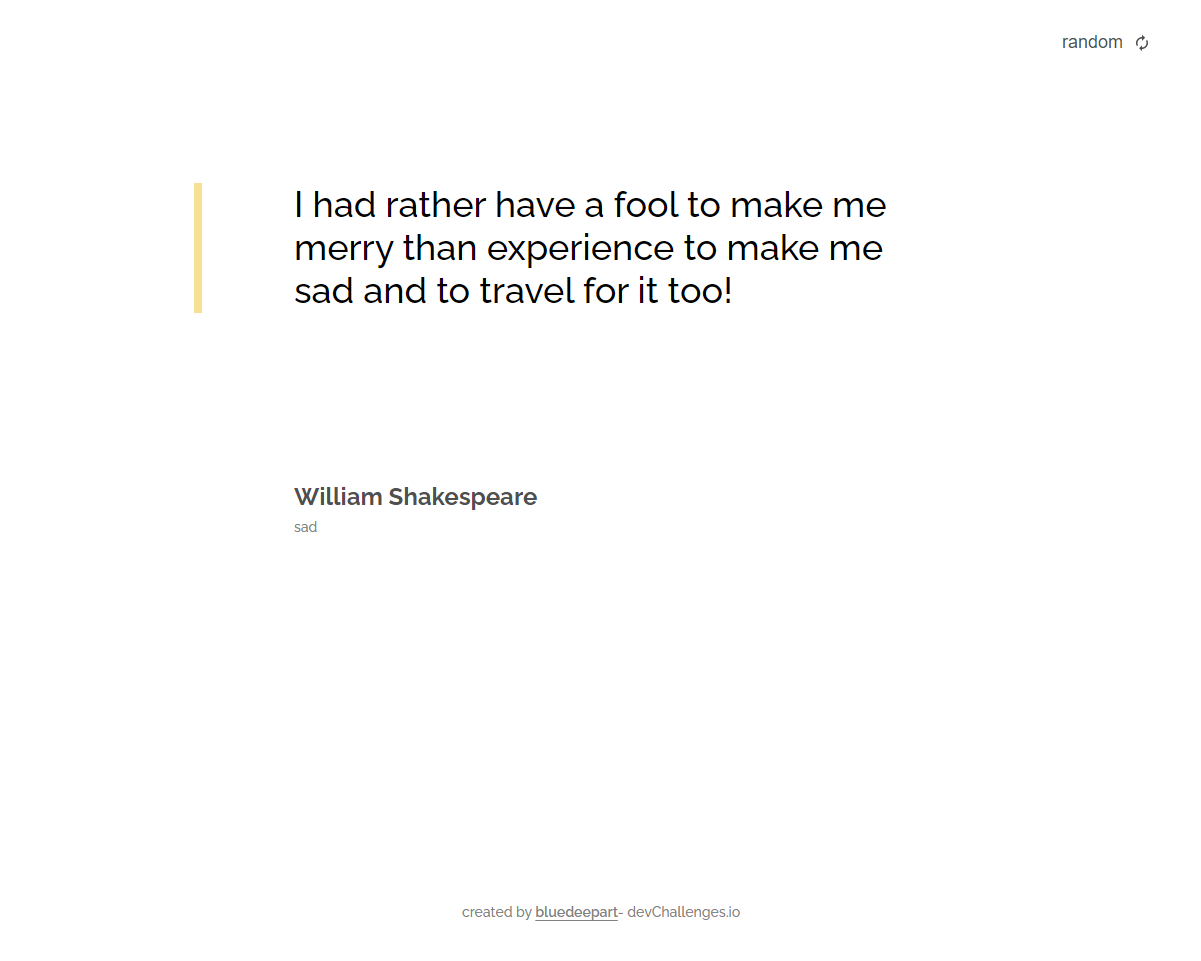 random
I had rather have a fool to make me
merry than experience to make me
sad and to travel for it too!
William Shakespeare
sad
created by bluedeepart- devChallenges.io